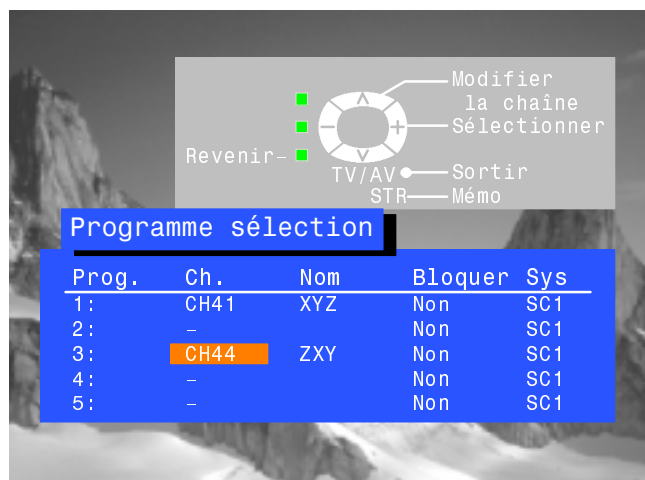 Modifier
la chaîne
Sélectionner
Revenir
TV/AV Sortir
STR Mémo
Programme sélection
Prog. Ch. Nom Bloquer Sys
1: CH41 XYZ Non SC1
2: – Non SC1
3: CH44 ZXY Non SC1
4: – Non SC1
5: – Non SC1